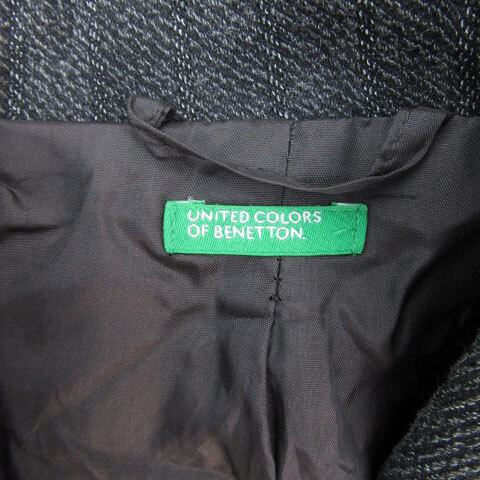 UNITED COLORS
OF BENETTON.